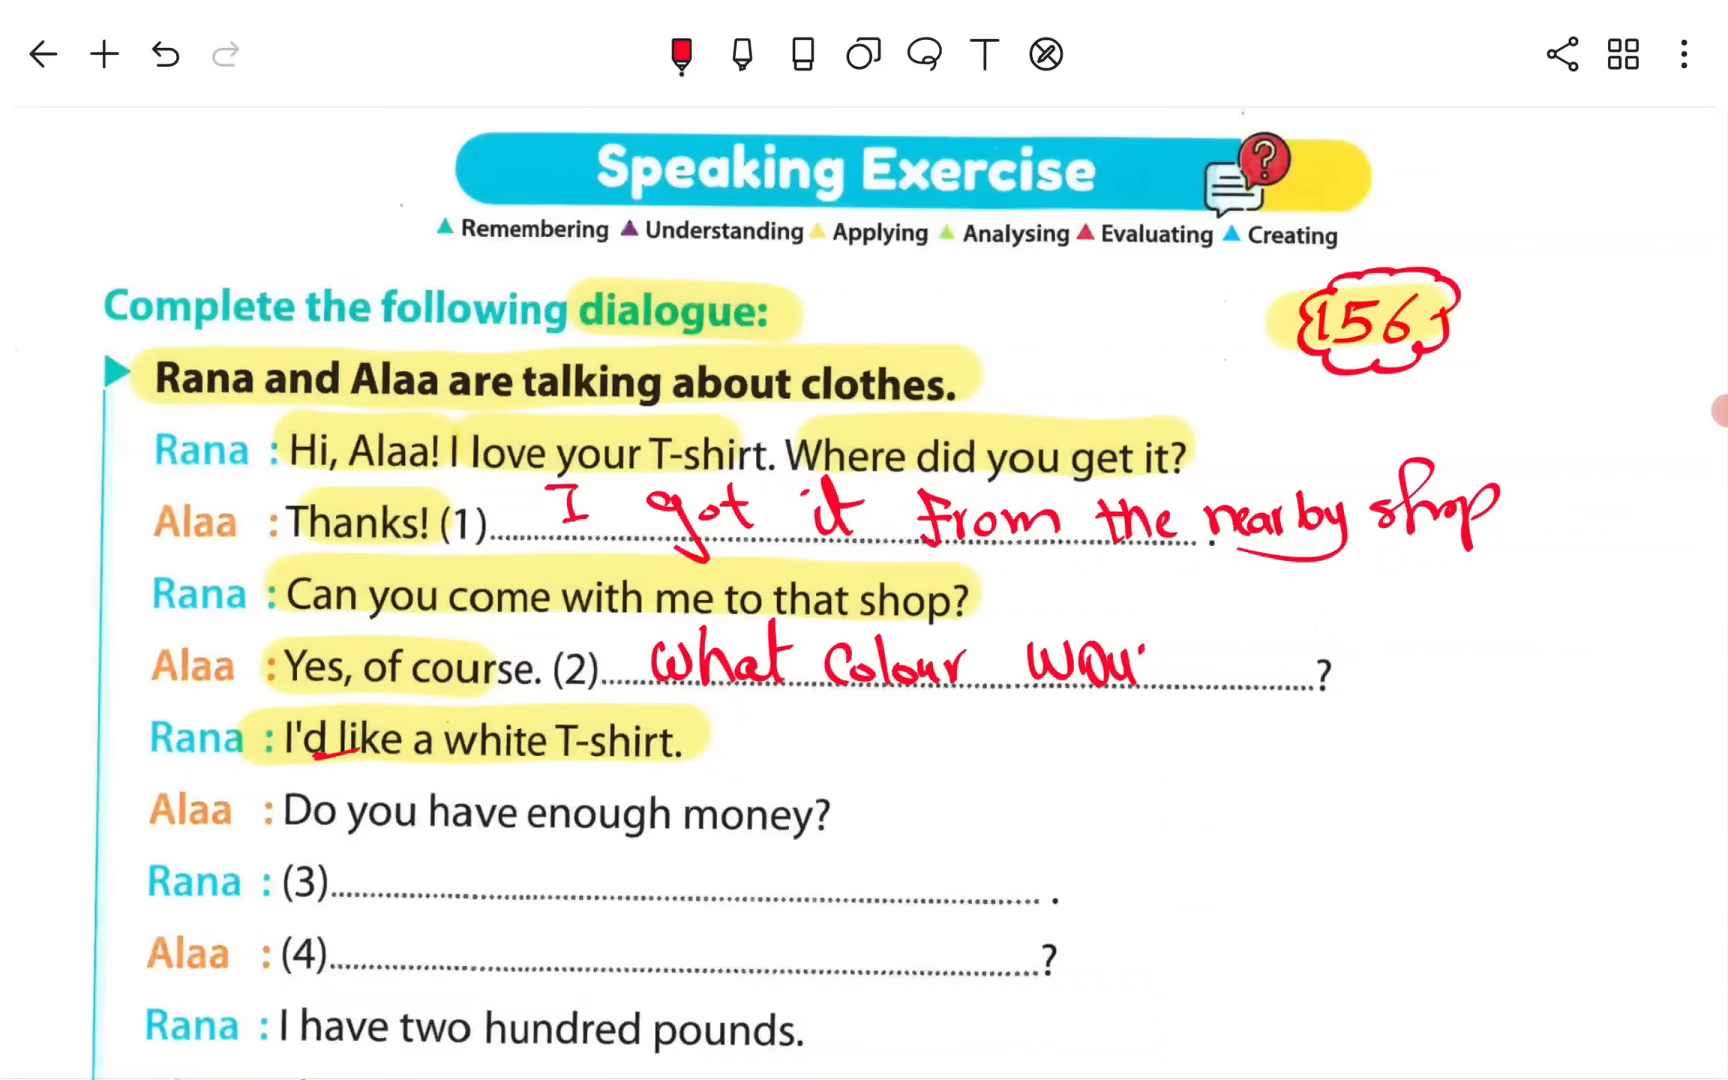 Speaking Exercise
Remembering Understanding Applying Analysing Evaluating Creating
Complete the following dialogue:
156
Rana and Alaa are talking about clothes.
Rana : Hi, Alaa! I love your T-shirt. Where did you get it?
Alaa : Thanks! (1) I got it from the near by shop.
Rana : Can you come with me to that shop?
Alaa : Yes, of course. (2) what colour wou ?
Rana : I'd like a white T-shirt.
Alaa : Do you have enough money?
Rana : (3) .
Alaa : (4) ?
Rana : I have two hundred pounds.